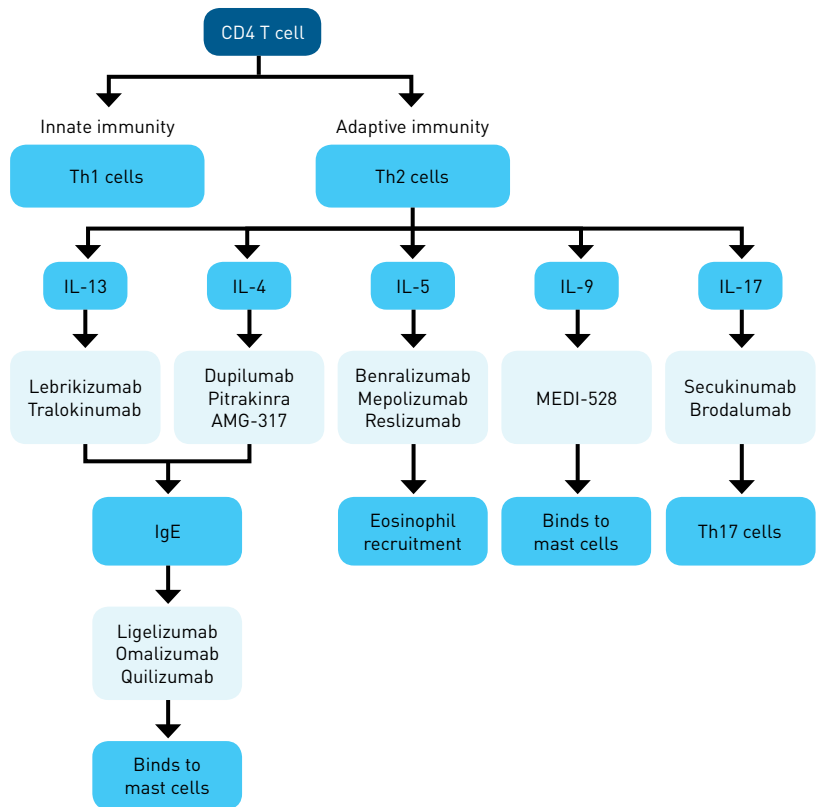 CD4 T cell
Innate immunity
Adaptive immunity
Th1 cells
Th2 cells
IL-13
IL-4
IL-5
IL-9
IL-17
Lebrikizumab
Tralokinumab
Dupilumab
Pitrakinra
AMG-317
Benralizumab
Mepolizumab
Reslizumab
MEDI-528
Secukinumab
Brodalumab
IgE
Eosinophil
recruitment
Binds to
mast cells
Th17 cells
Ligelizumab
Omalizumab
Quilizumab
Binds to
mast cells